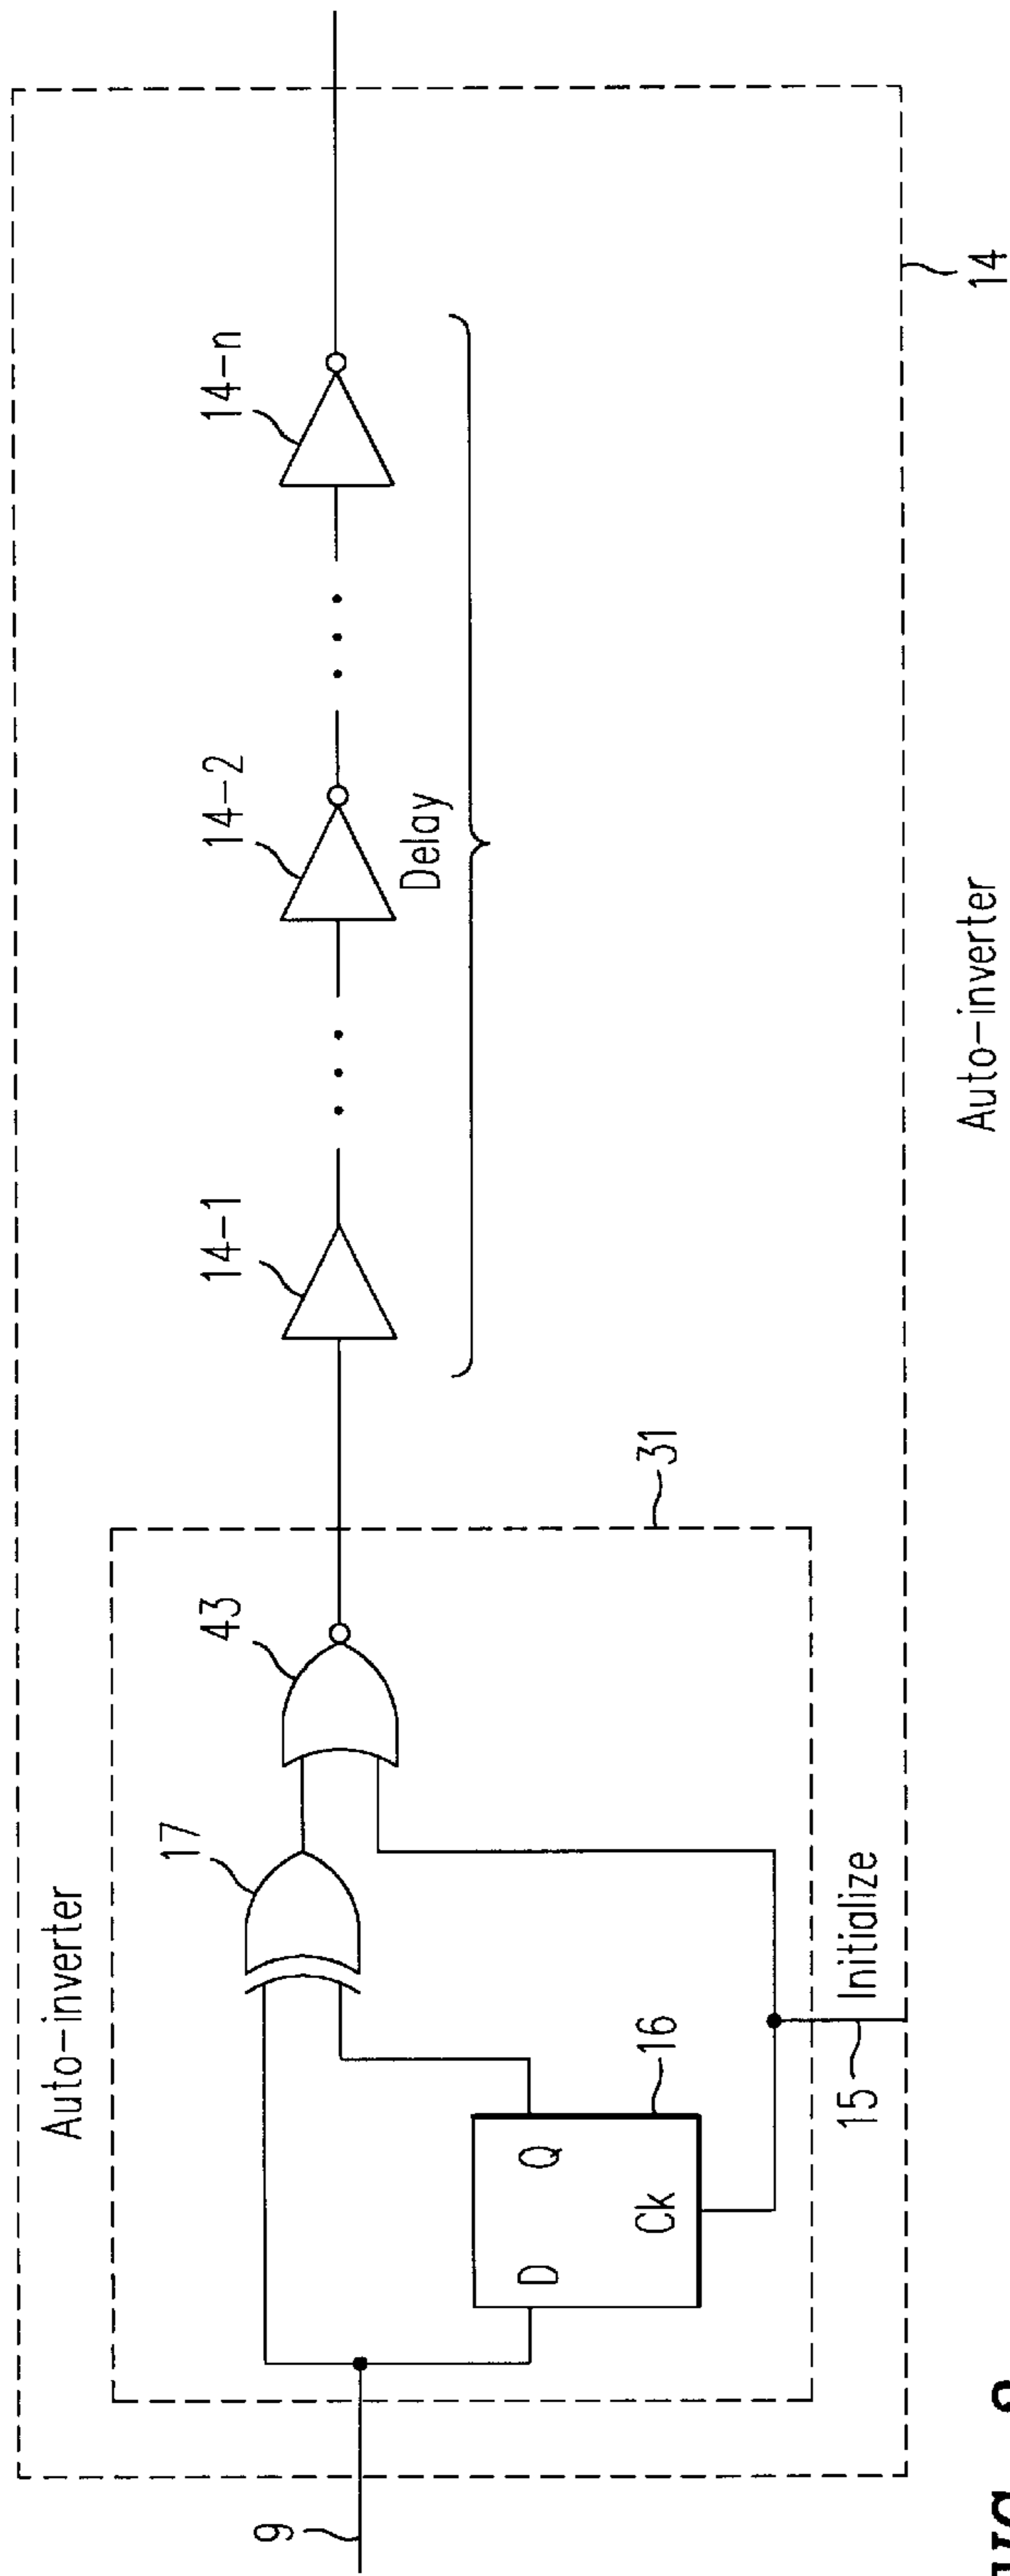 Auto-inverter
14-1
14-2
14-n
Delay
17
43
31
9
D
Q
Ck
16
15
Initialize
14
Auto-inverter